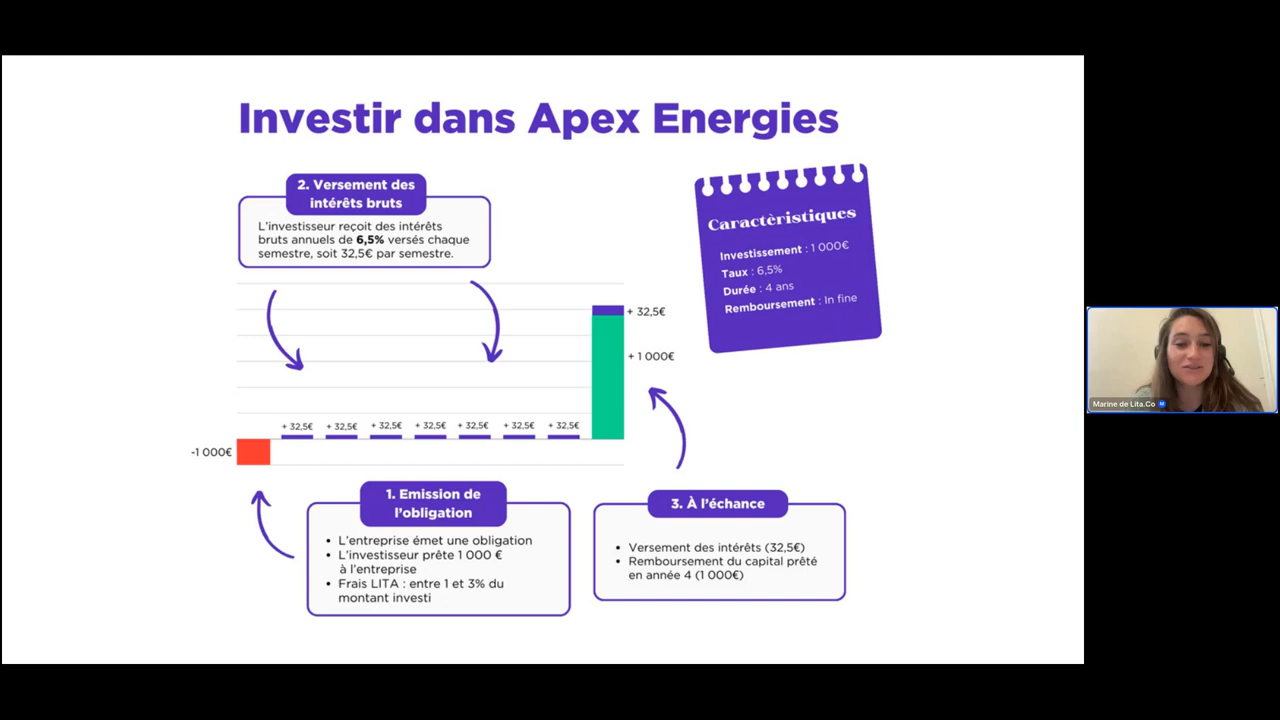 Investir dans Apex Energies
2. Versement des
intérêts bruts
L'investisseur reçoit des intérêts
bruts annuels de 6,5% versés chaque
semestre, soit 32,5€ par semestre.
Caractèristiques
Investissement : 1 000€
Taux : 6,5%
Durée : 4 ans
Remboursement : In fine
+ 32,5€
+ 1 000€
+ 32,5€ + 32,5€ + 32,5€ + 32,5€ + 32,5€ + 32,5€ + 32,5€
-1 000€
1. Emission de
l'obligation
• L'entreprise émet une obligation
• L'investisseur prête 1 000 €
à l'entreprise
• Frais LITA : entre 1 et 3% du
montant investi
3. À l'échance
• Versement des intérêts (32,5€)
• Remboursement du capital prêté
en année 4 (1 000€)
Marine de Lita.Co
M